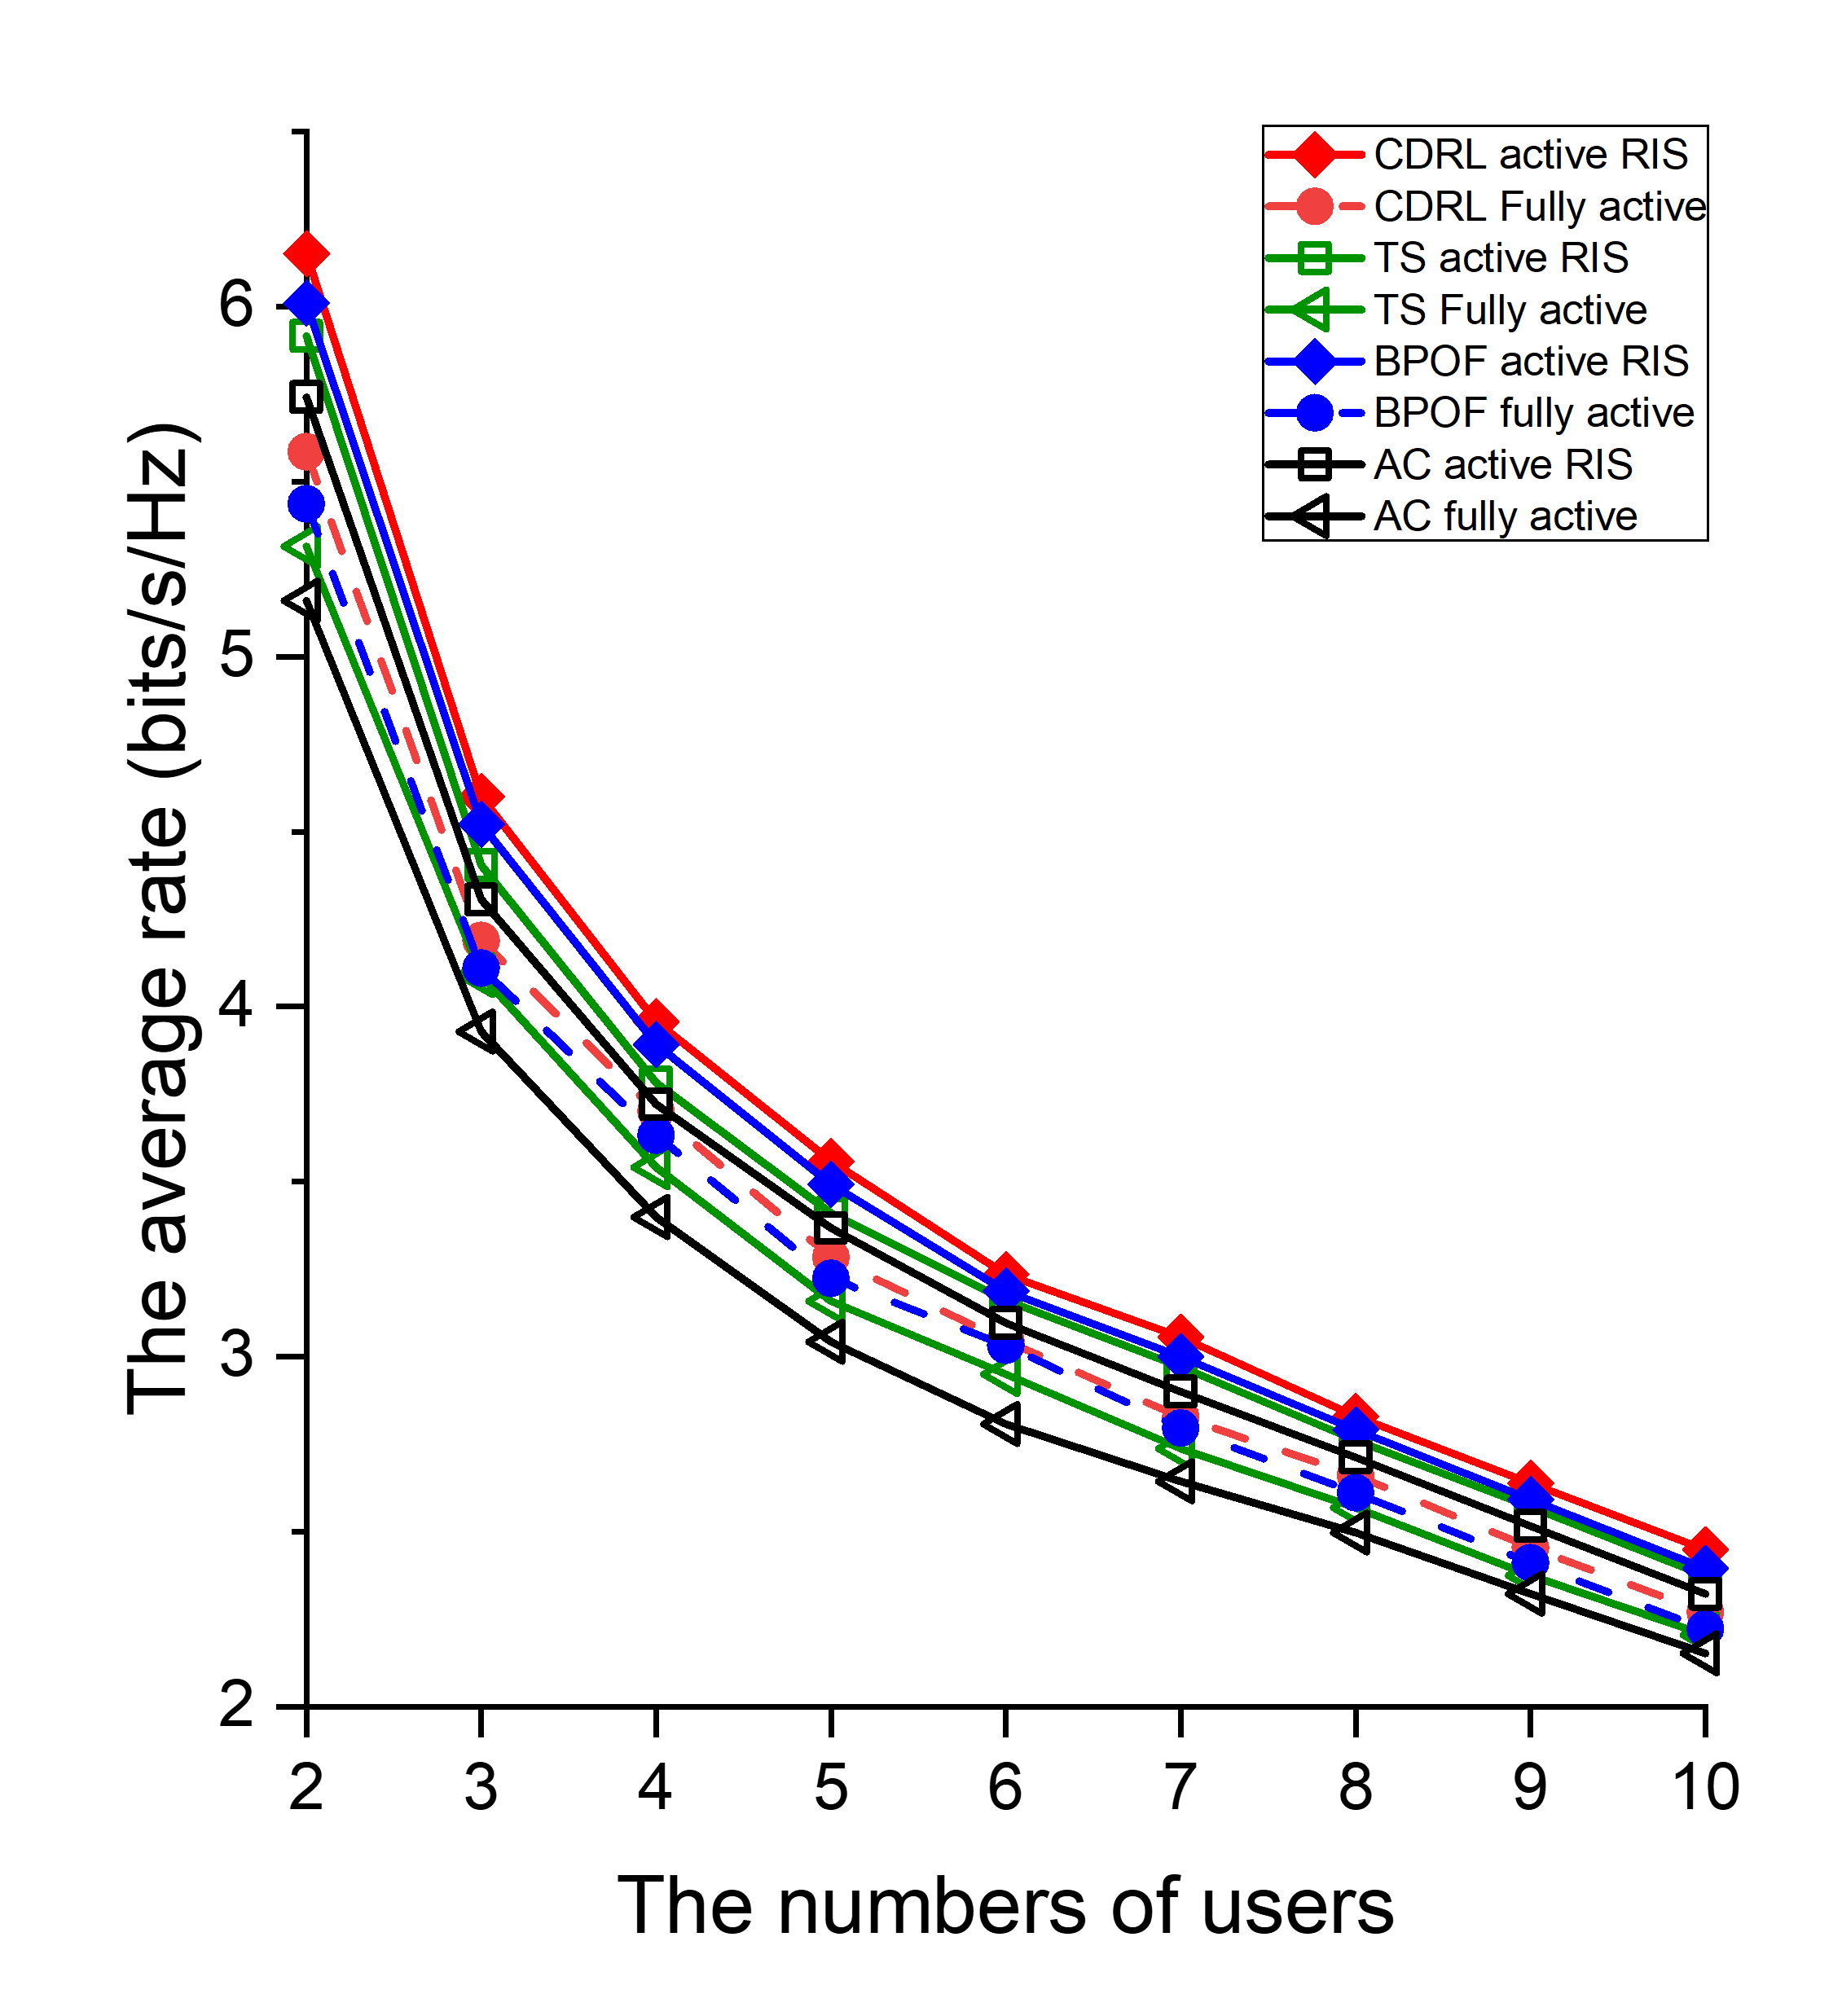 CDRL active RIS
CDRL Fully active
TS active RIS
TS Fully active
BPOF active RIS
BPOF fully active
AC active RIS
AC fully active
The average rate (bits/s/Hz)
6
5
4
3
2
2 3 4 5 6 7 8 9 10
The numbers of users